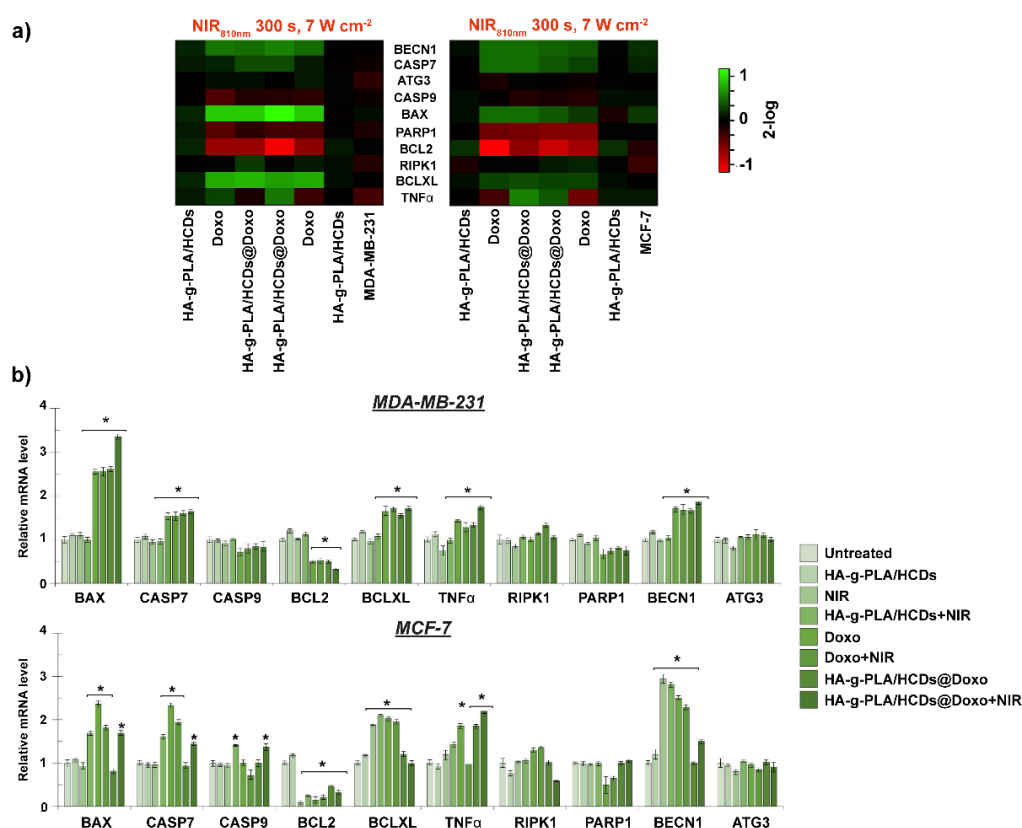 a)
NIR810nm 300 s, 7 W cm-2
NIR810nm 300 s, 7 W cm-2
BECN1
CASP7
ATG3
CASP9
BAX
PARP1
BCL2
RIPK1
BCLXL
TNFα
1
0
-1
2-log
HA-g-PLA/HCDs
Doxo
HA-g-PLA/HCDs@Doxo
HA-g-PLA/HCDs@Doxo
Doxo
HA-g-PLA/HCDs
MDA-MB-231
HA-g-PLA/HCDs
Doxo
HA-g-PLA/HCDs@Doxo
HA-g-PLA/HCDs@Doxo
Doxo
HA-g-PLA/HCDs
MCF-7
b)
MDA-MB-231
Relative mRNA level
4
3
2
1
0
* * * * * *
BAX CASP7 CASP9 BCL2 BCLXL TNFα RIPK1 PARP1 BECN1 ATG3
MCF-7
Relative mRNA level
4
3
2
1
0
* * * * * * * * * * *
BAX CASP7 CASP9 BCL2 BCLXL TNFα RIPK1 PARP1 BECN1 ATG3
Untreated
HA-g-PLA/HCDs
NIR
HA-g-PLA/HCDs+NIR
Doxo
Doxo+NIR
HA-g-PLA/HCDs@Doxo
HA-g-PLA/HCDs@Doxo+NIR